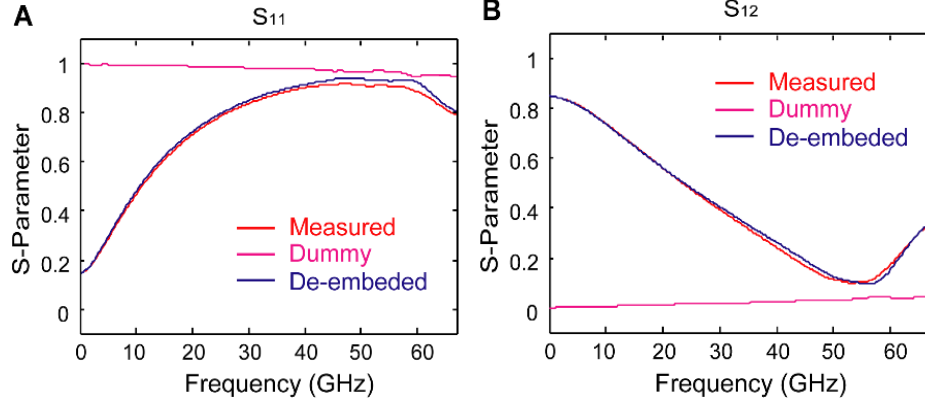 A
S11
S-Parameter
1
0.8
0.6
0.4
0.2
0
Measured
Dummy
De-embeded
0 10 20 30 40 50 60
Frequency (GHz)
B
S12
S-Parameter
1
0.8
0.6
0.4
0.2
0
Measured
Dummy
De-embeded
0 10 20 30 40 50 60
Frequency (GHz)